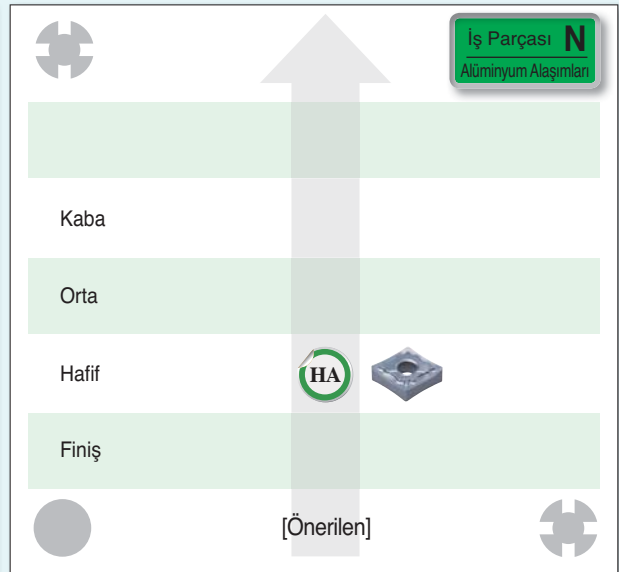 İş Parçası N
Alüminyum Alaşımları
Kaba
Orta
Hafif
HA
Finiş
[Önerilen]